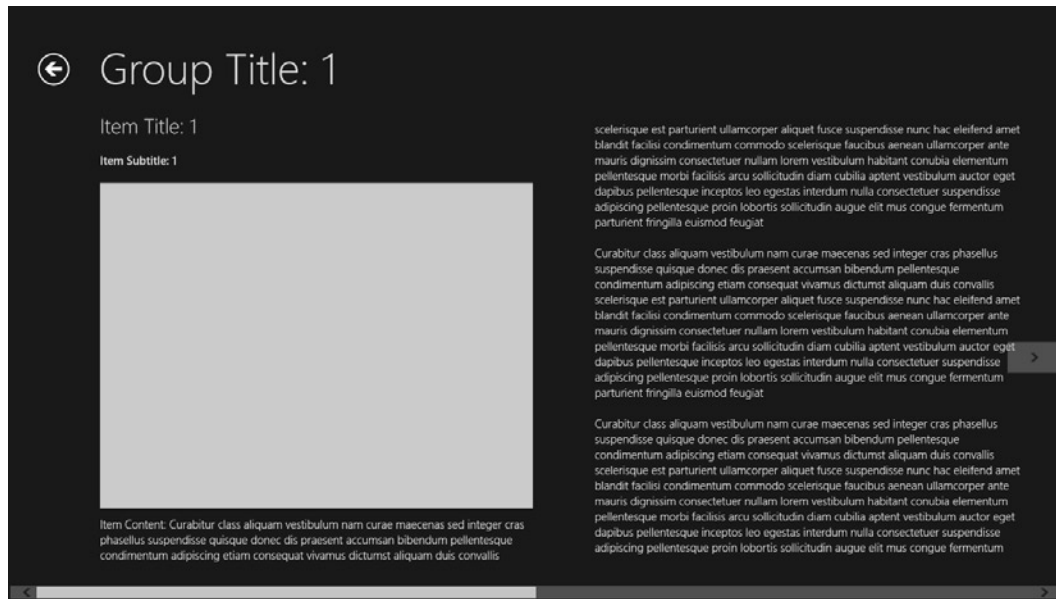 Group Title: 1
Item Title: 1
Item Subtitle: 1
Item Content: Curabitur class aliquam vestibulum nam curae maecenas sed integer cras
phasellus suspendisse quisque donec dis praesent accumsan bibendum pellentesque
condimentum adipiscing etiam consequat vivamus dictumst aliquam duis convallis
scelerisque est parturient ullamcorper aliquet fusce suspendisse nunc hac eleifend amet
blandit facilisi condimentum commodo scelerisque faucibus aenean ullamcorper ante
mauris dignissim consectetuer nullam lorem vestibulum habitant conubia elementum
pellentesque morbi facilisis arcu sollicitudin diam cubilia aptent vestibulum auctor eget
dapibus pellentesque inceptos leo egestas interdum nulla consectetuer suspendisse
adipiscing pellentesque proin lobortis sollicitudin augue elit mus congue fermentum
parturient fringilla euismod feugiat
Curabitur class aliquam vestibulum nam curae maecenas sed integer cras phasellus
suspendisse quisque donec dis praesent accumsan bibendum pellentesque
condimentum adipiscing etiam consequat vivamus dictumst aliquam duis convallis
scelerisque est parturient ullamcorper aliquet fusce suspendisse nunc hac eleifend amet
blandit facilisi condimentum commodo scelerisque faucibus aenean ullamcorper ante
mauris dignissim consectetuer nullam lorem vestibulum habitant conubia elementum
pellentesque morbi facilisis arcu sollicitudin diam cubilia aptent vestibulum auctor eget
dapibus pellentesque inceptos leo egestas interdum nulla consectetuer suspendisse
adipiscing pellentesque proin lobortis sollicitudin augue elit mus congue fermentum
parturient fringilla euismod feugiat
Curabitur class aliquam vestibulum nam curae maecenas sed integer cras phasellus
suspendisse quisque donec dis praesent accumsan bibendum pellentesque
condimentum adipiscing etiam consequat vivamus dictumst aliquam duis convallis
scelerisque est parturient ullamcorper aliquet fusce suspendisse nunc hac eleifend amet
blandit facilisi condimentum commodo scelerisque faucibus aenean ullamcorper ante
mauris dignissim consectetuer nullam lorem vestibulum habitant conubia elementum
pellentesque morbi facilisis arcu sollicitudin diam cubilia aptent vestibulum auctor eget
dapibus pellentesque inceptos leo egestas interdum nulla consectetuer suspendisse
adipiscing pellentesque proin lobortis sollicitudin augue elit mus congue fermentum